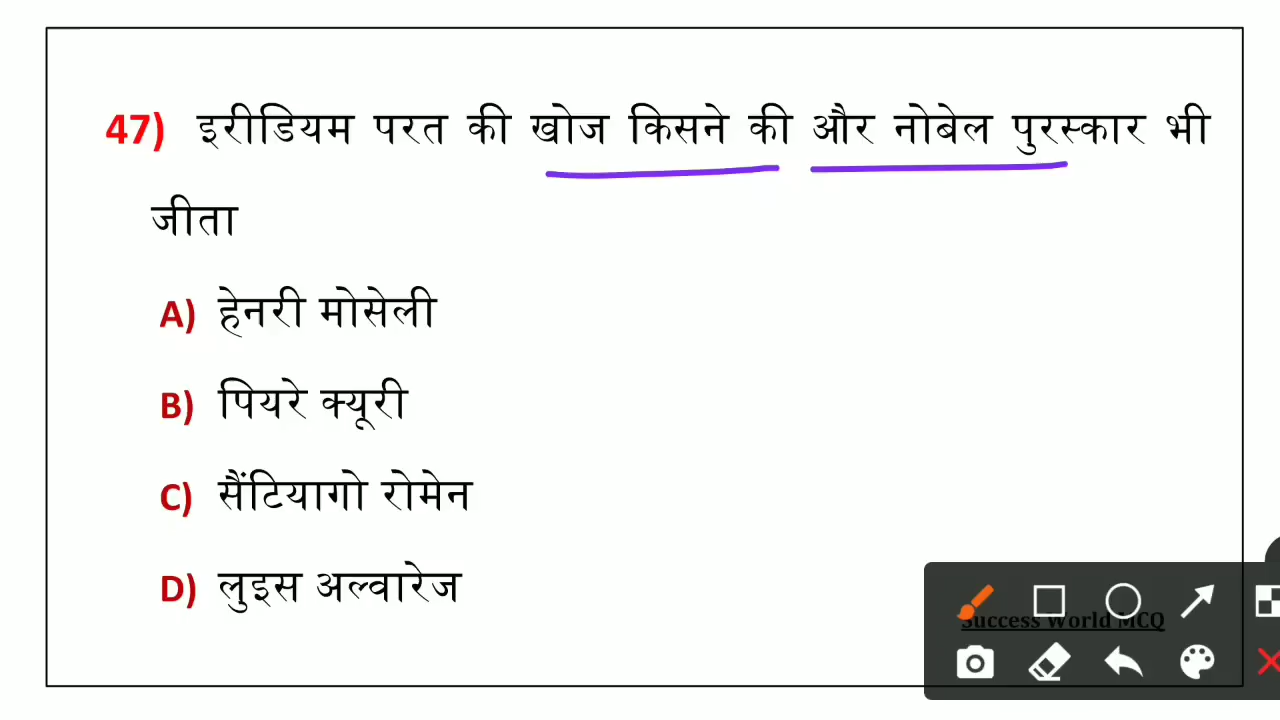 47) इरीडियम परत की खोज किसने की और नोबेल पुरस्कार भी
जीता
A) हेनरी मोसेली
B) पियरे क्यूरी
C) सैंटियागो रोमेन
D) लुइस अल्वारेज
Success World MCQ